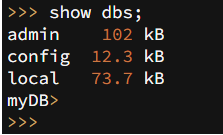 >>> show dbs;
admin    102 kB
config  12.3 kB
local   73.7 kB
myDB>
>>>